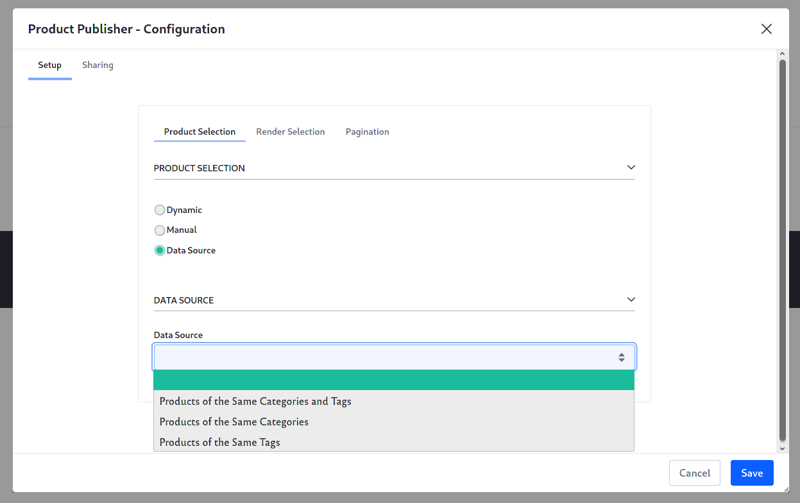 Product Publisher - Configuration
Setup Sharing
Product Selection Render Selection Pagination
PRODUCT SELECTION
Dynamic
Manual
Data Source
DATA SOURCE
Data Source
Products of the Same Categories and Tags
Products of the Same Categories
Products of the Same Tags
Cancel Save